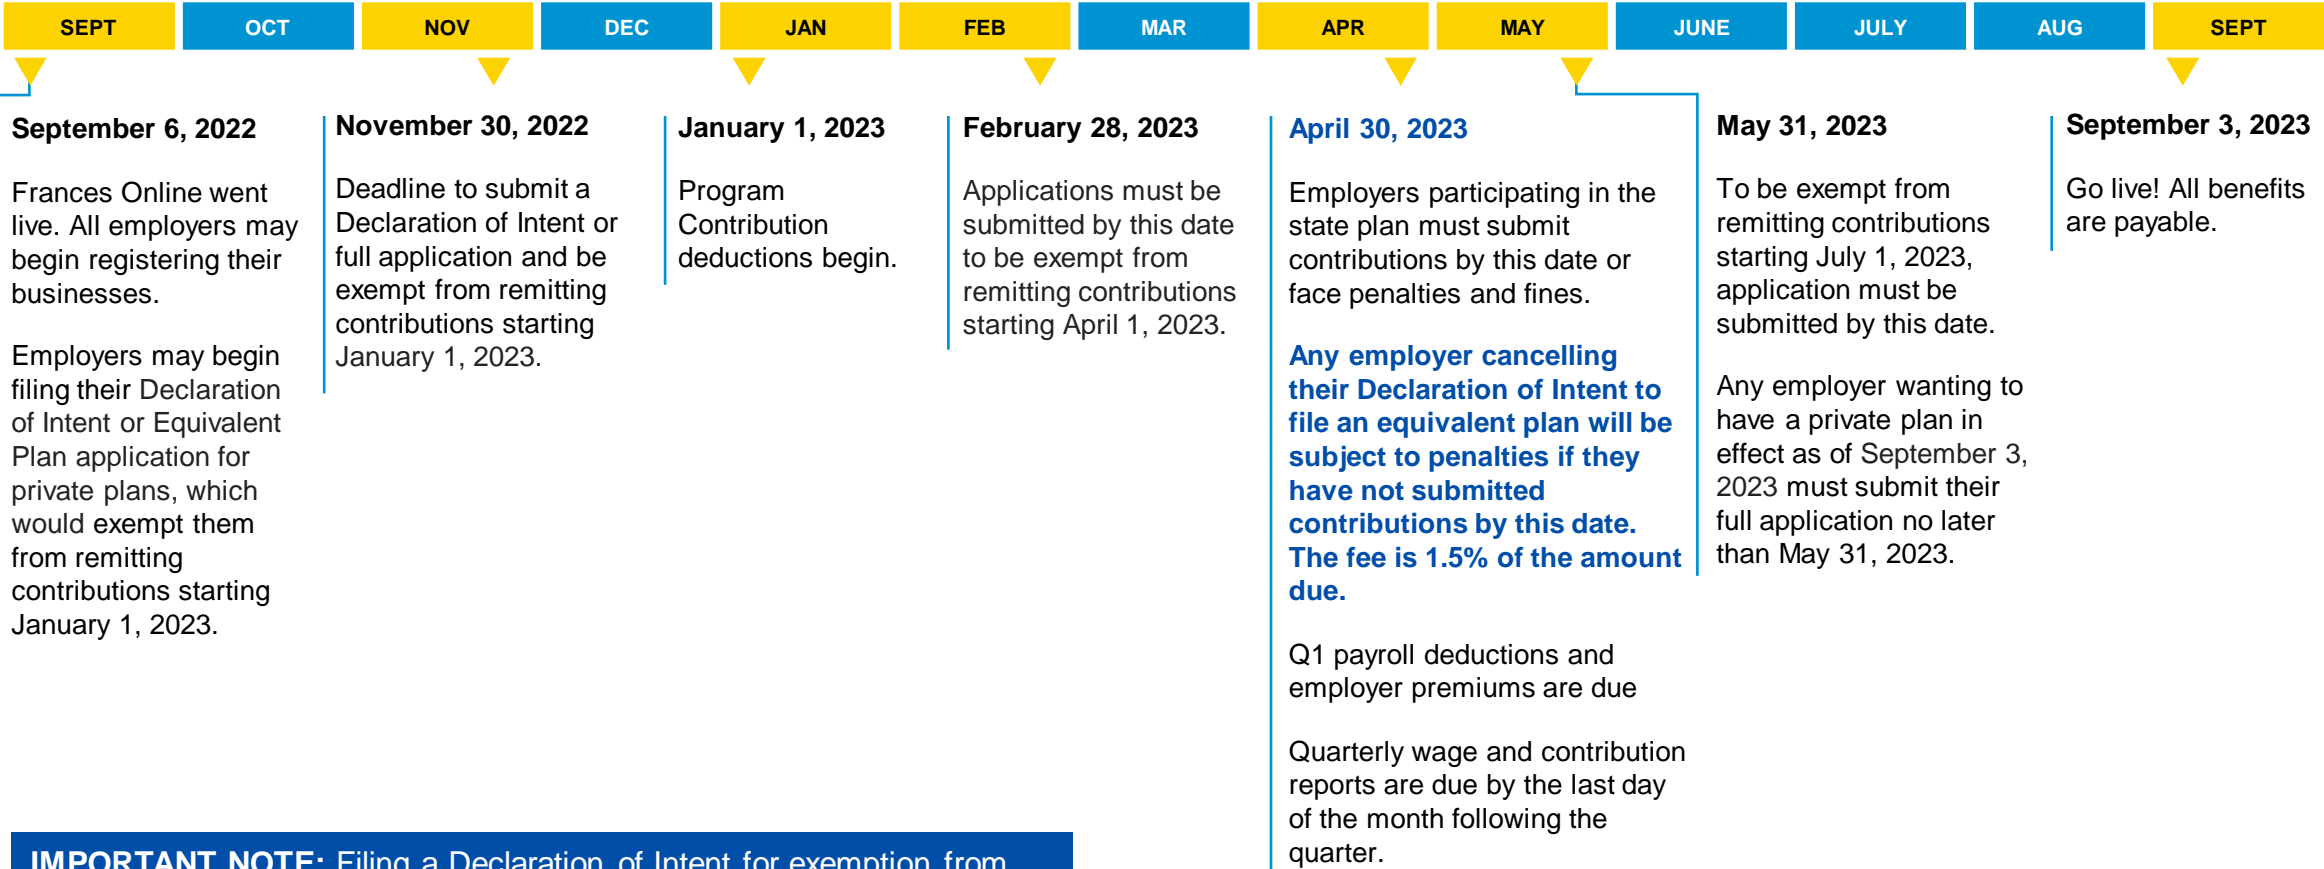 SEPT OCT NOV DEC JAN FEB MAR APR MAY JUNE JULY AUG SEPT
September 6, 2022
Frances Online went
live. All employers may
begin registering their
businesses.
Employers may begin
filing their Declaration
of Intent or Equivalent
Plan application for
private plans, which
would exempt them
from remitting
contributions starting
January 1, 2023.
November 30, 2022
Deadline to submit a
Declaration of Intent or
full application and be
exempt from remitting
contributions starting
January 1, 2023.
January 1, 2023
Program
Contribution
deductions begin.
February 28, 2023
Applications must be
submitted by this date
to be exempt from
remitting contributions
starting April 1, 2023.
April 30, 2023
Employers participating in the
state plan must submit
contributions by this date or
face penalties and fines.
Any employer cancelling
their Declaration of Intent to
file an equivalent plan will be
subject to penalties if they
have not submitted
contributions by this date.
The fee is 1.5% of the amount
due.
Q1 payroll deductions and
employer premiums are due
Quarterly wage and contribution
reports are due by the last day
of the month following the
quarter.
May 31, 2023
To be exempt from
remitting contributions
starting July 1, 2023,
application must be
submitted by this date.
Any employer wanting to
have a private plan in
effect as of September 3,
2023 must submit their
full application no later
than May 31, 2023.
September 3, 2023
Go live! All benefits
are payable.
IMPORTANT NOTE: Filing a Declaration of Intent for exemption from